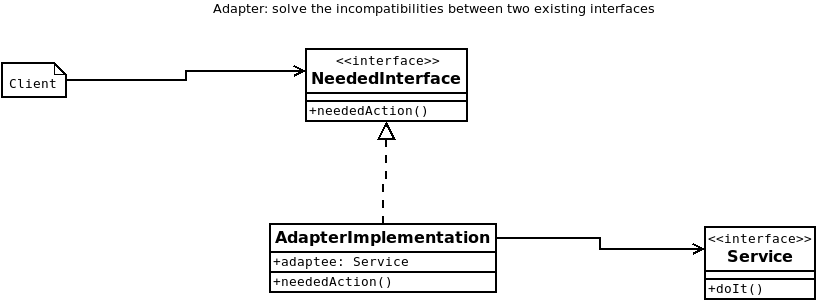 Adapter: solve the incompatibilities between two existing interfaces
Client
<<interface>>
NeededInterface
+neededAction()
AdapterImplementation
+adaptee: Service
+neededAction()
<<interface>>
Service
+doIt()